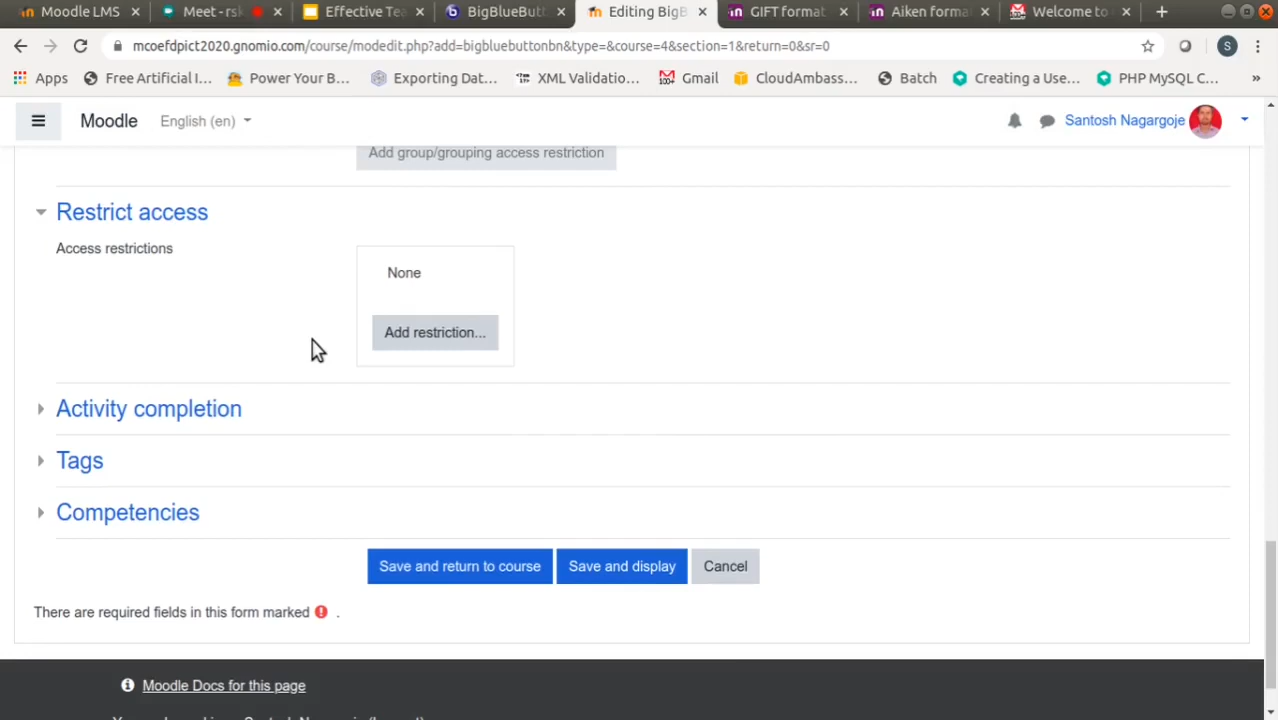 Moodle LMS
Meet - rsk
Effective Tea
BigBlueButt
Editing BigB
GIFT format
Aiken forma
Welcome to
mcoefdpict2020.gnomio.com/course/modedit.php?add=bigbluebuttonbn&type=&course=4&section=1&return=0&sr=0
S
Apps
Free Artificial I...
Power Your B...
Exporting Dat...
XML Validatio...
Gmail
CloudAmbass...
Batch
Creating a Use...
PHP MySQL C...
»
Moodle
English (en)
Santosh Nagargoje
Add group/grouping access restriction
Restrict access
Access restrictions
None
Add restriction...
Activity completion
Tags
Competencies
Save and return to course
Save and display
Cancel
There are required fields in this form marked .
Moodle Docs for this page